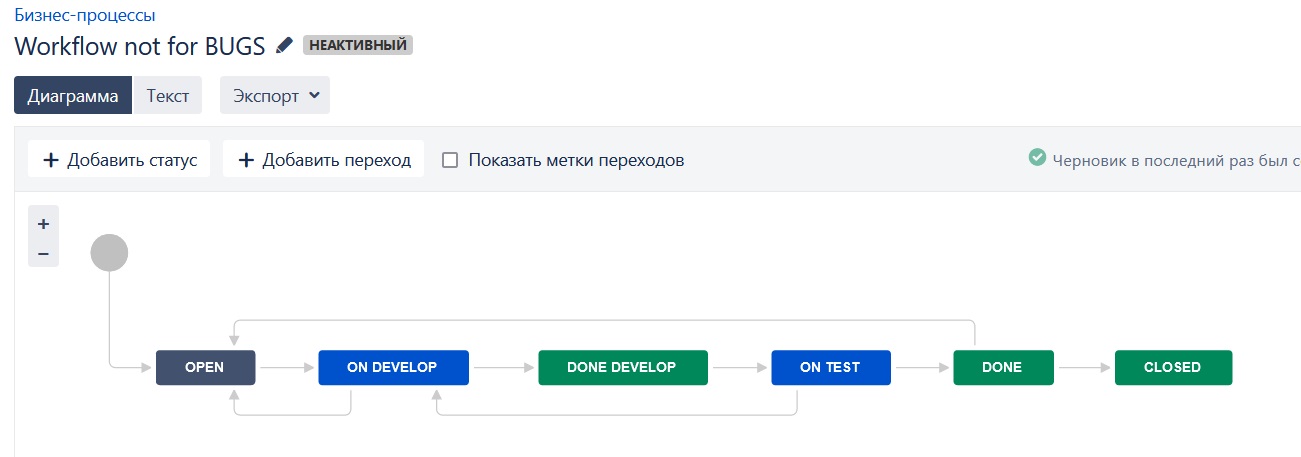 Бизнес-процессы
Workflow not for BUGS НЕАКТИВНЫЙ
Диаграмма Текст Экспорт
+ Добавить статус + Добавить переход Показать метки переходов Черновик в последний раз был с
+
−
OPEN ON DEVELOP DONE DEVELOP ON TEST DONE CLOSED